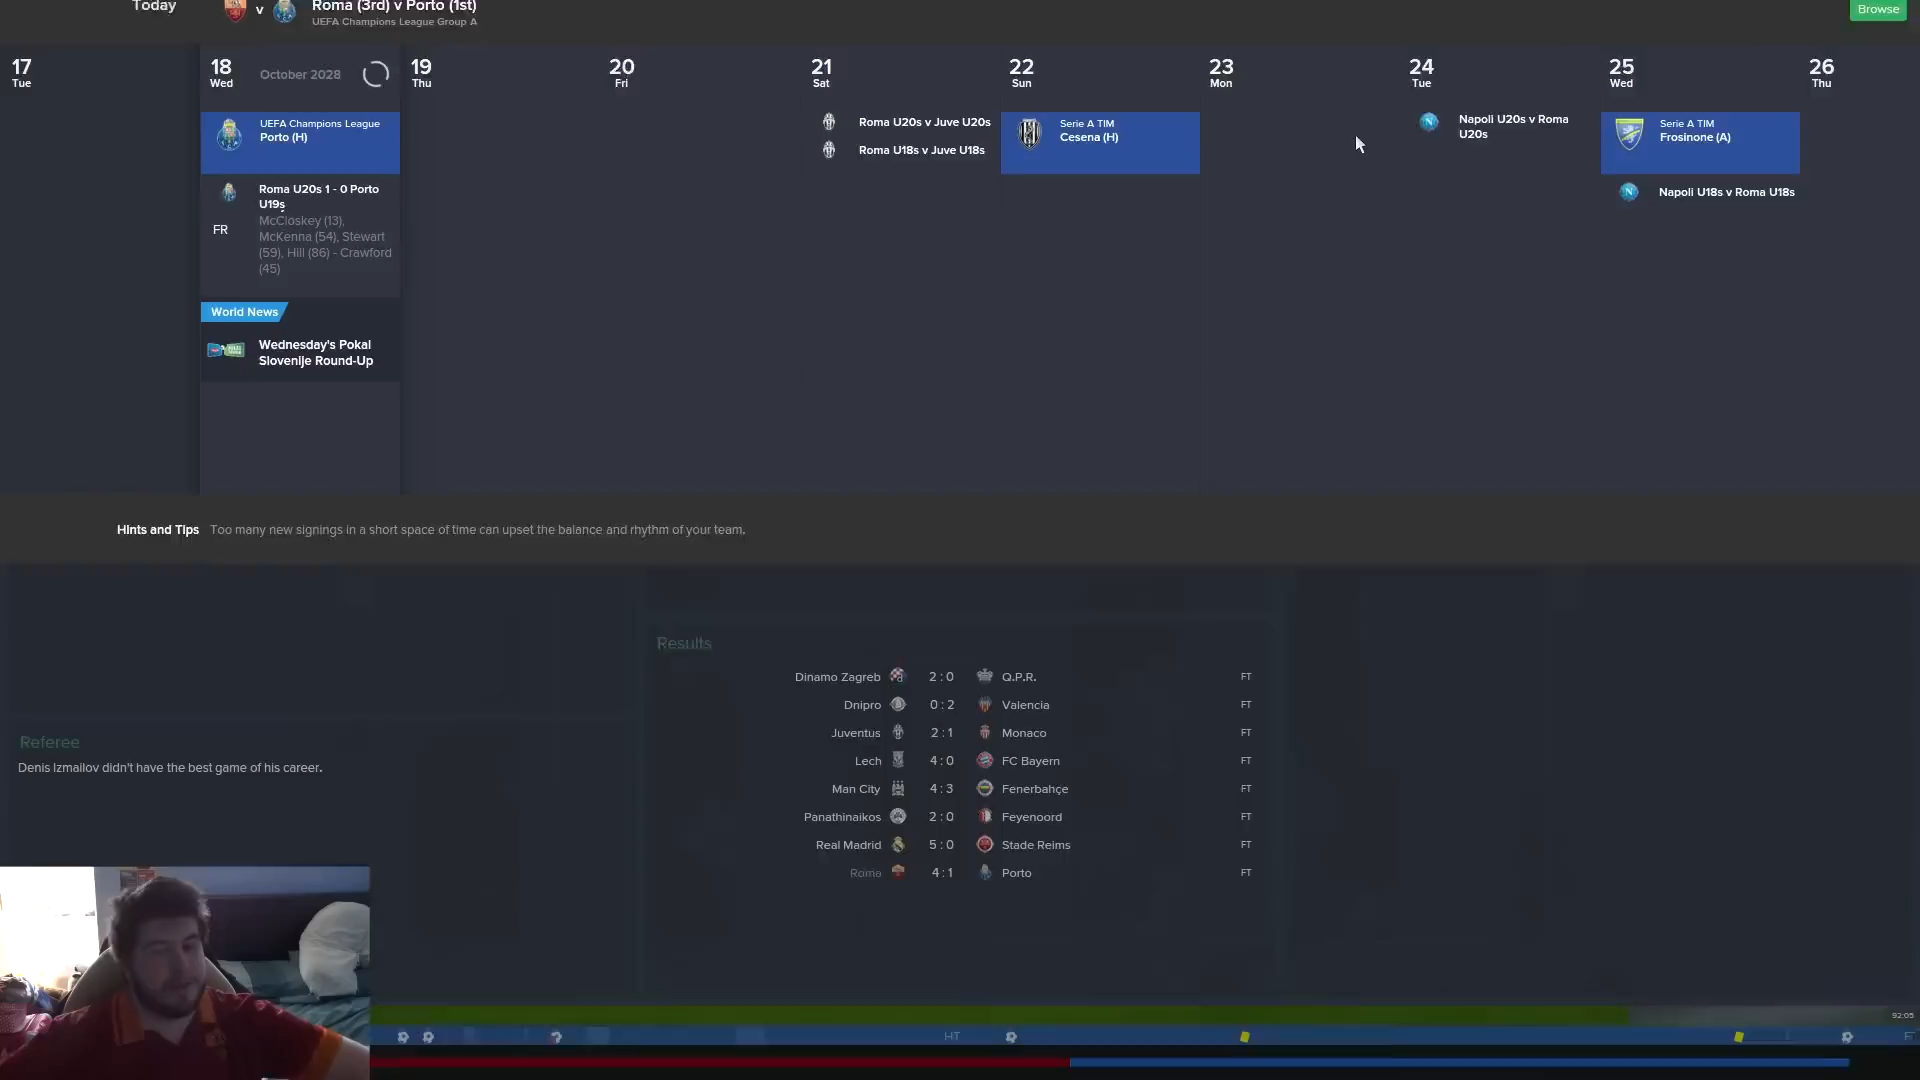 Today
v
Roma (3rd) v Porto (1st)
UEFA Champions League Group A
Browse
17
Tue
18
Wed
October 2028
19
Thu
20
Fri
21
Sat
22
Sun
23
Mon
24
Tue
25
Wed
26
Thu
UEFA Champions League
Porto (H)
Roma U20s 1 - 0 Porto
U19s
FR
McCloskey (13),
McKenna (54), Stewart
(59), Hill (86) - Crawford
(45)
World News
Wednesday's Pokal
Slovenije Round-Up
Roma U20s v Juve U20s
Roma U18s v Juve U18s
Serie A TIM
Cesena (H)
Napoli U20s v Roma
U20s
Serie A TIM
Frosinone (A)
Napoli U18s v Roma U18s
Hints and Tips Too many new signings in a short space of time can upset the balance and rhythm of your team.
Referee
Denis Izmailov didn't have the best game of his career.
Results
Dinamo Zagreb 2 : 0 Q.P.R. FT
Dnipro 0 : 2 Valencia FT
Juventus 2 : 1 Monaco FT
Lech 4 : 0 FC Bayern FT
Man City 4 : 3 Fenerbahçe FT
Panathinaikos 2 : 0 Feyenoord FT
Real Madrid 5 : 0 Stade Reims FT
Roma 4 : 1 Porto FT
92:05
HT